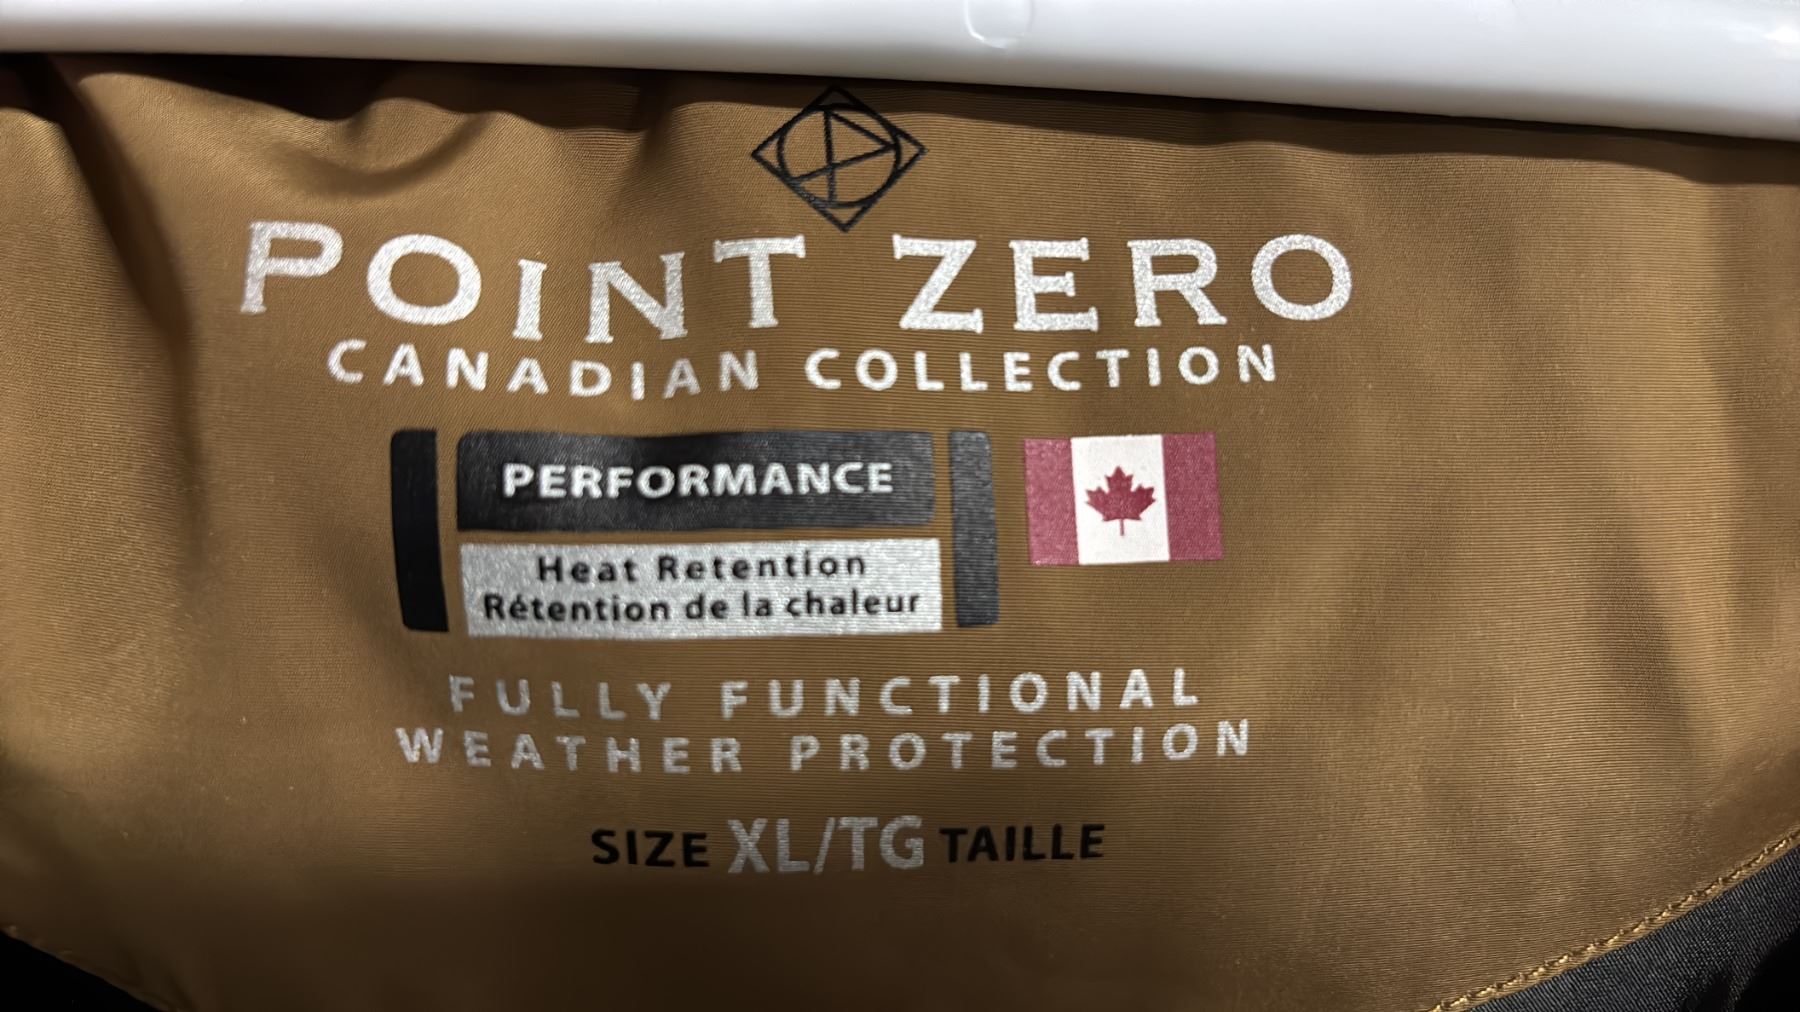 POINT ZERO
CANADIAN COLLECTION
PERFORMANCE
Heat Retention
Rétention de la chaleur
FULLY FUNCTIONAL
WEATHER PROTECTION
SIZE XL/TG TAILLE